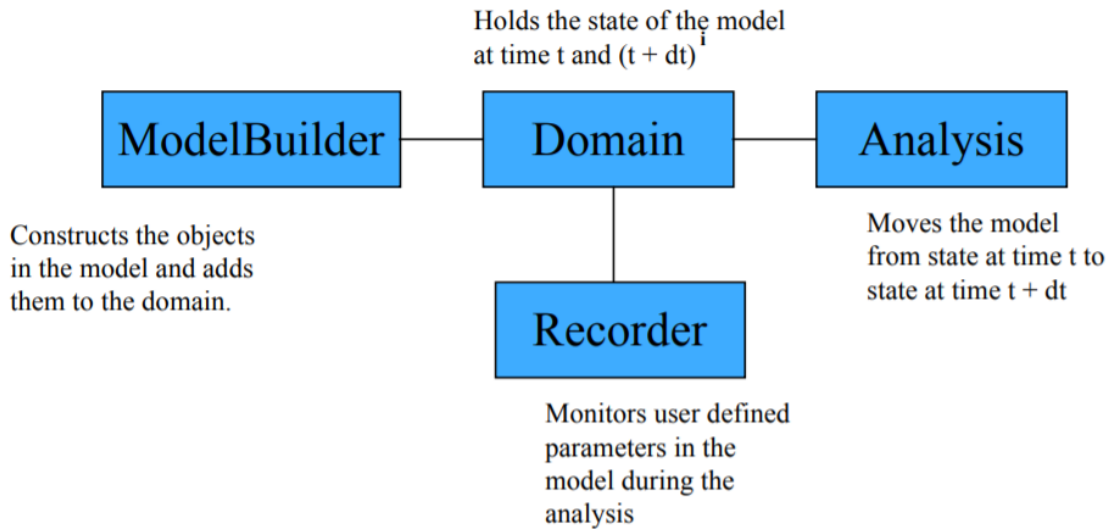 Holds the state of the model
at time t and (t + dt)^i
ModelBuilder
Domain
Analysis
Constructs the objects
in the model and adds
them to the domain.
Moves the model
from state at time t to
state at time t + dt
Recorder
Monitors user defined
parameters in the
model during the
analysis